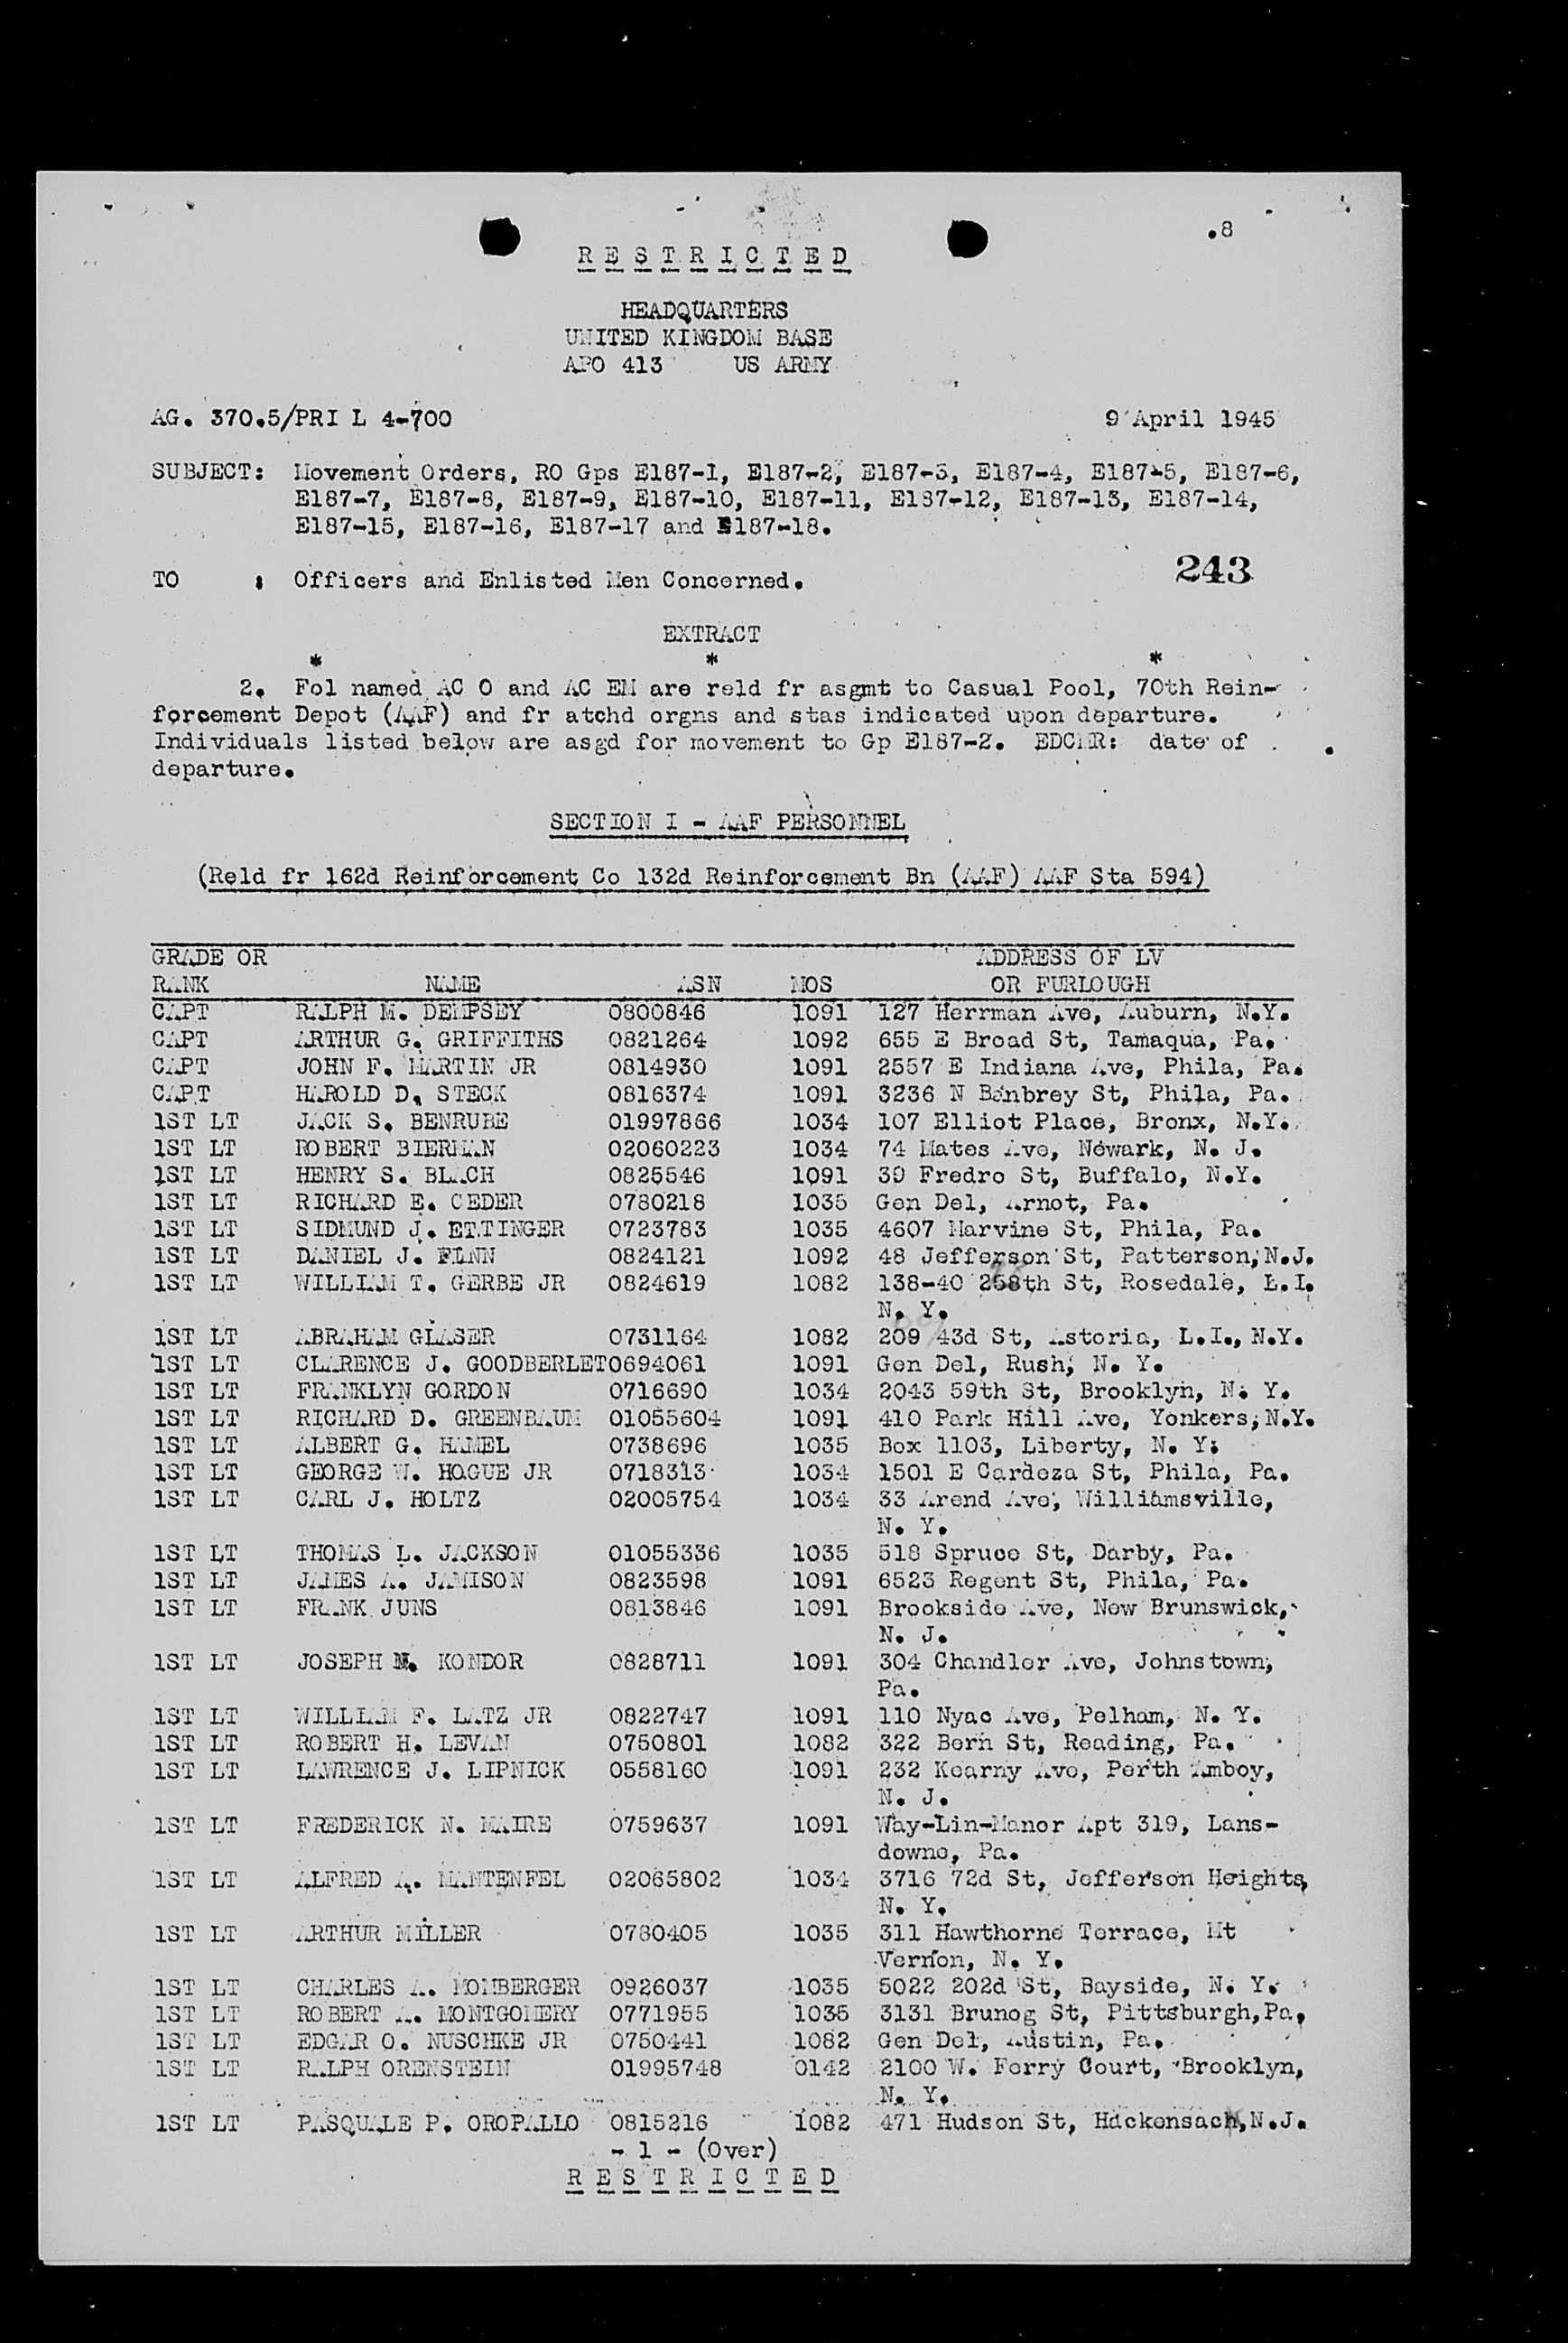 .8
R E S T R I C T E D
HEADQUARTERS
UNITED KINGDOM BASE
APO 413 US ARMY
AG. 370.5/PRI L 4-700 9 April 1945
SUBJECT: Movement Orders, RO Gps E187-1, E187-2, E187-3, E187-4, E187-5, E187-6,
E187-7, E187-8, E187-9, E187-10, E187-11, E187-12, E187-13, E187-14,
E187-15, E187-16, E187-17 and E187-18.
243
TO : Officers and Enlisted Men Concerned.
EXTRACT
* * *
2. Fol named AC O and AC EM are reld fr asgmt to Casual Pool, 70th Rein-
forcement Depot (AAF) and fr atchd orgns and stas indicated upon departure.
Individuals listed below are asgd for movement to Gp E187-2. EDCMR: date of
departure.
SECTION I - AAF PERSONNEL
(Reld fr 162d Reinforcement Co 132d Reinforcement Bn (AAF) AAF Sta 594)
GRADE OR ADDRESS OF LV
RANK NAME ASN MOS OR FURLOUGH
CAPT RALPH M. DEMPSEY 0800846 1091 127 Herrman Ave, Auburn, N.Y.
CAPT ARTHUR G. GRIFFITHS 0821264 1092 655 E Broad St, Tamaqua, Pa.
CAPT JOHN F. MARTIN JR 0814930 1091 2557 E Indiana Ave, Phila, Pa.
CAPT HAROLD D. STECK 0816374 1091 3236 N Banbrey St, Phila, Pa.
1ST LT JACK S. BENRUBE 01997866 1034 107 Elliot Place, Bronx, N.Y.
1ST LT ROBERT BIERMAN 02060223 1034 74 Mates Ave, Newark, N. J.
1ST LT HENRY S. BLACH 0825546 1091 39 Fredro St, Buffalo, N.Y.
1ST LT RICHARD E. CEDER 0780218 1035 Gen Del, Arnot, Pa.
1ST LT SIDMUND J. ETTINGER 0723783 1035 4607 Marvine St, Phila, Pa.
1ST LT DANIEL J. FINN 0824121 1092 48 Jefferson St, Patterson, N.J.
1ST LT WILLIAM T. GERBE JR 0824619 1082 138-40 258th St, Rosedale, L.I.
N. Y.
1ST LT ABRAHAM GLASER 0731164 1082 209 43d St, Astoria, L.I., N.Y.
1ST LT CLARENCE J. GOODBERLET 0694061 1091 Gen Del, Rush, N. Y.
1ST LT FRANKLYN GORDON 0716690 1034 2043 59th St, Brooklyn, N. Y.
1ST LT RICHARD D. GREENBAUM 01055604 1091 410 Park Hill Ave, Yonkers, N.Y.
1ST LT ALBERT G. HAMEL 0738696 1035 Box 1103, Liberty, N. Y.
1ST LT GEORGE W. HOGUE JR 0718313 1034 1501 E Cardeza St, Phila, Pa.
1ST LT CARL J. HOLTZ 02005754 1034 33 Arend Ave, Williamsville,
N. Y.
1ST LT THOMAS L. JACKSON 01055336 1035 518 Spruce St, Darby, Pa.
1ST LT JAMES A. JAMISON 0823598 1091 6523 Regent St, Phila, Pa.
1ST LT FRANK JUNS 0813846 1091 Brookside Ave, New Brunswick,
N. J.
1ST LT JOSEPH M. KONDOR 0828711 1091 304 Chandler Ave, Johnstown,
Pa.
1ST LT WILLIAM F. LATZ JR 0822747 1091 110 Nyac Ave, Pelham, N. Y.
1ST LT ROBERT H. LEVAN 0750801 1082 322 Bern St, Reading, Pa.
1ST LT LAWRENCE J. LIPNICK 0558160 1091 232 Kearny Ave, Perth Amboy,
N. J.
1ST LT FREDERICK N. MAIRE 0759637 1091 Way-Lin-Manor Apt 319, Lans-
downe, Pa.
1ST LT ALFRED A. MANTENFEL 02065802 1034 3716 72d St, Jefferson Heights,
N. Y.
1ST LT ARTHUR MILLER 0780405 1035 311 Hawthorne Terrace, Mt
Vernon, N. Y.
1ST LT CHARLES A. MOMBERGER 0926037 1035 5022 202d St, Bayside, N. Y.
1ST LT ROBERT A. MONTGOMERY 0771955 1035 3131 Brunog St, Pittsburgh, Pa.
1ST LT EDGAR O. NUSCHKE JR 0750441 1082 Gen Del, Austin, Pa.
1ST LT RALPH ORENSTEIN 01995748 0142 2100 W. Ferry Court, Brooklyn,
N. Y.
1ST LT PASQUALE P. OROPALLO 0815216 1082 471 Hudson St, Hackensach, N.J.
- 1 - (Over)
R E S T R I C T E D